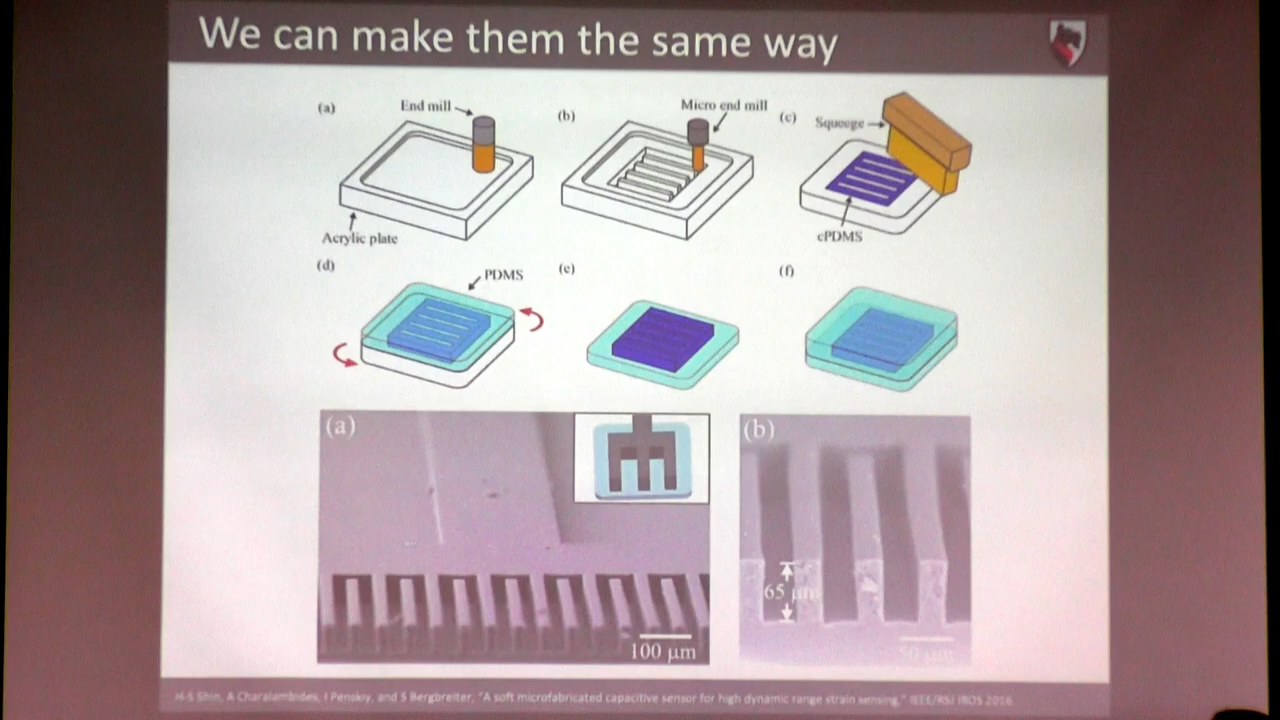 We can make them the same way
(a) End mill
Acrylic plate
(b) Micro end mill
(c) Squeege
cPDMS
(d) PDMS
(e)
(f)
(a)
100 μm
(b)
65 μm
50 μm
H-S Shin, A Charalambides, I Penskiy, and S Bergbreiter, "A soft microfabricated capacitive sensor for high dynamic range strain sensing," IEEE/RSJ IROS 2016